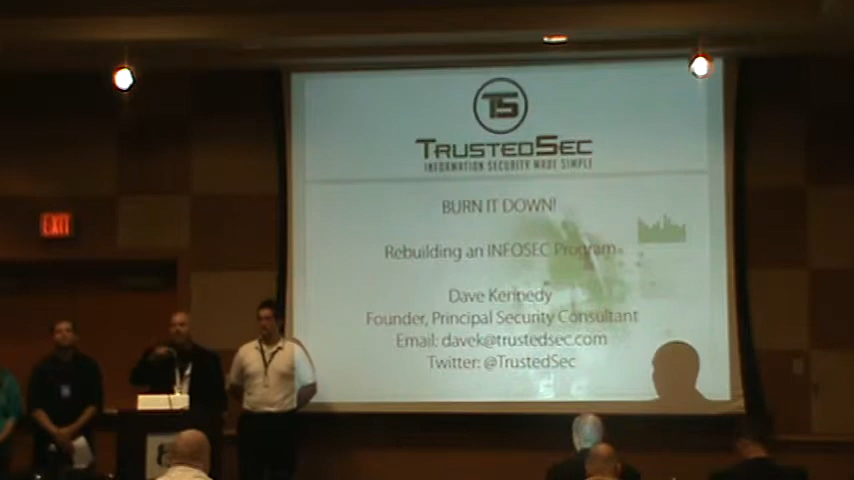 EXIT
TS
TRUSTEDSEC
INFORMATION SECURITY MADE SIMPLE
BURN IT DOWN!
Rebuilding an INFOSEC Program
Dave Kennedy
Founder, Principal Security Consultant
Email: davek@trustedsec.com
Twitter: @TrustedSec